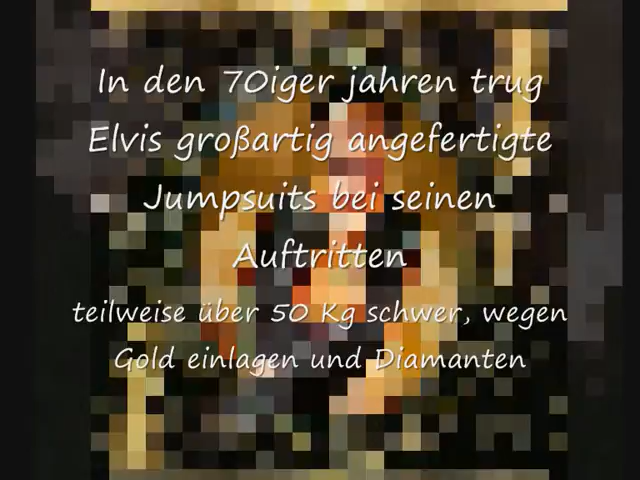 In den 70iger jahren trug
Elvis großartig angefertigte
Jumpsuits bei seinen
Auftritten
teilweise über 50 Kg schwer, wegen
Gold einlagen und Diamanten